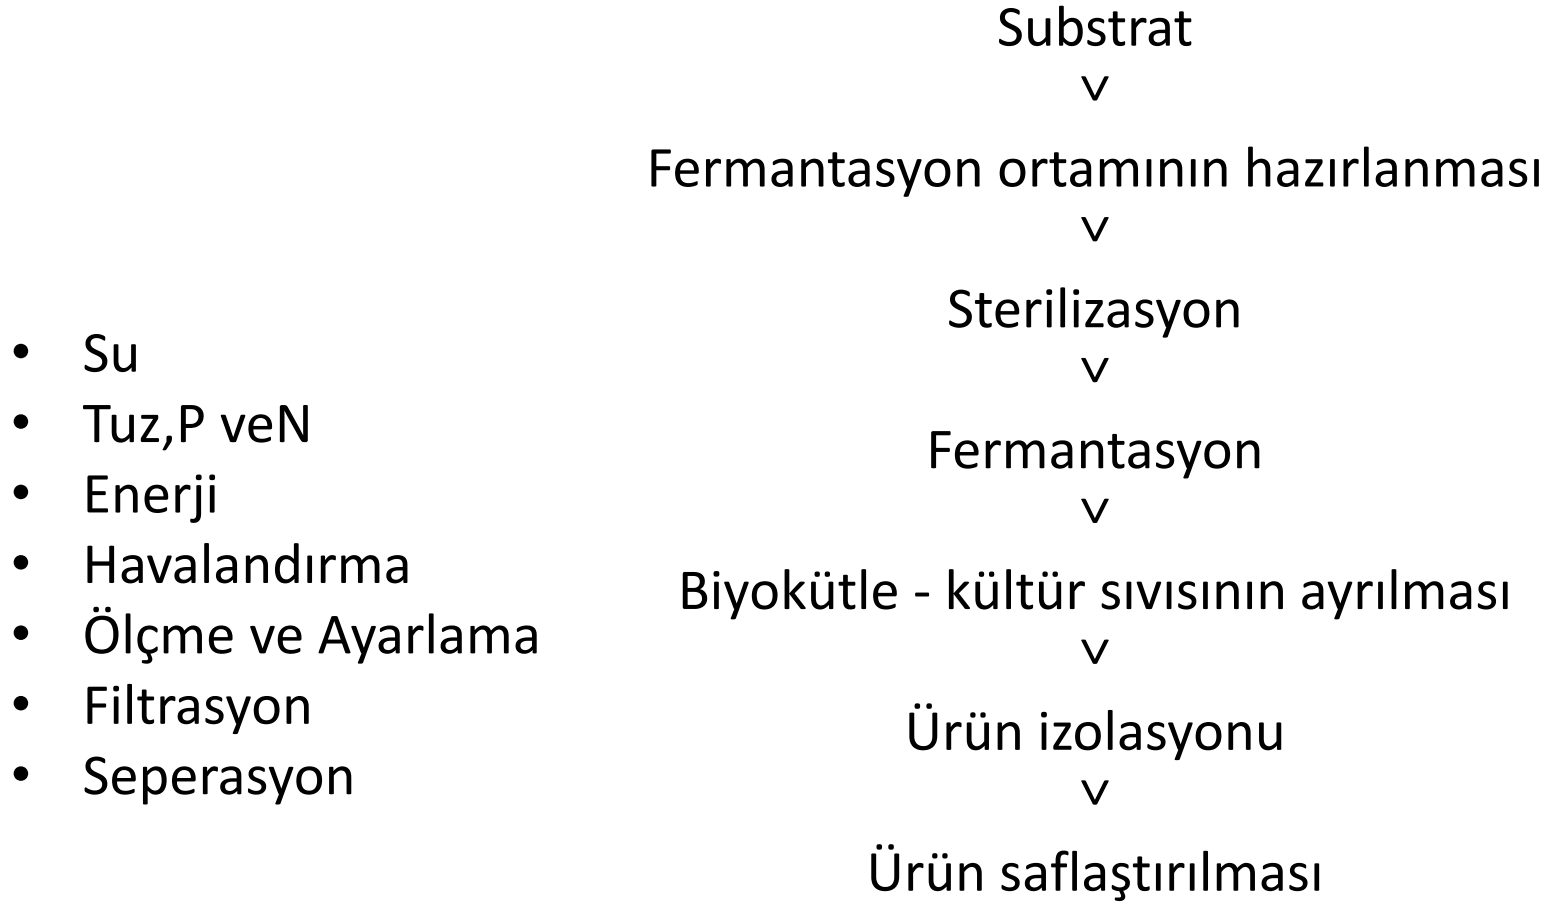 • Su
• Tuz,P veN
• Enerji
• Havalandırma
• Ölçme ve Ayarlama
• Filtrasyon
• Seperasyon
Substrat
˅
Fermantasyon ortamının hazırlanması
˅
Sterilizasyon
˅
Fermantasyon
˅
Biyokütle - kültür sıvısının ayrılması
˅
Ürün izolasyonu
˅
Ürün saflaştırılması